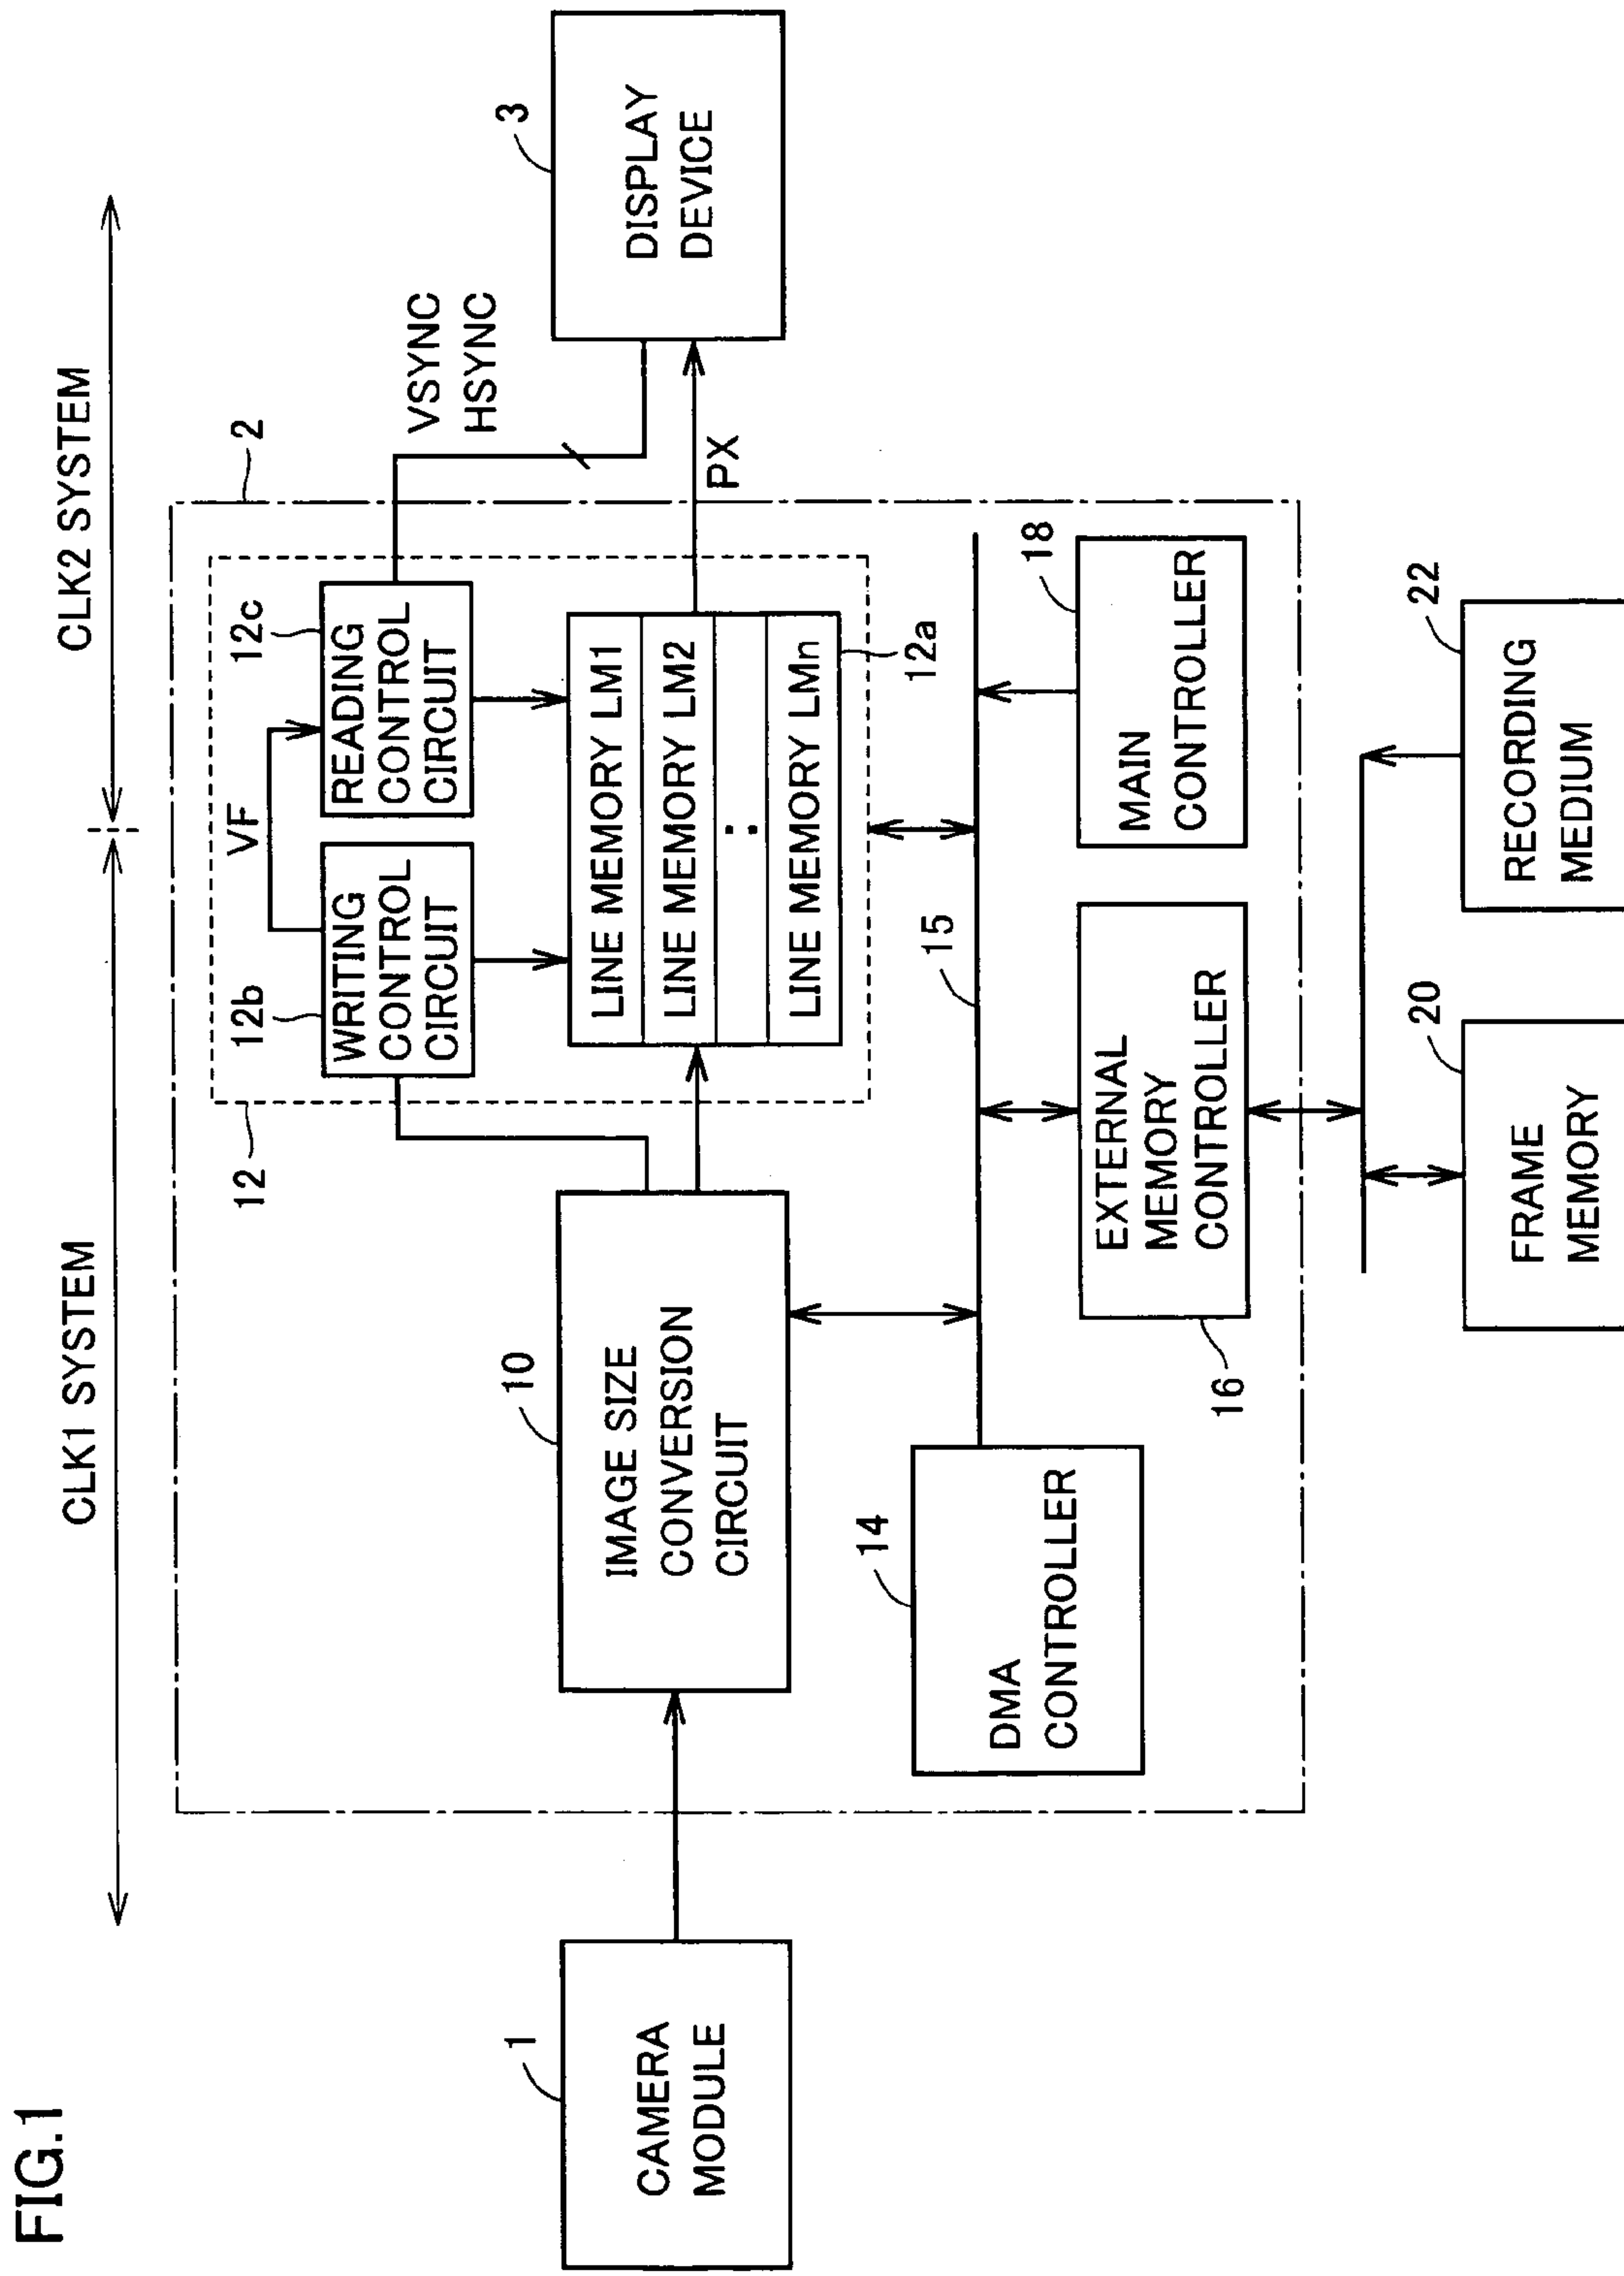 FIG.1
CLK1 SYSTEM
CLK2 SYSTEM
2
12
12b
WRITING
CONTROL
CIRCUIT
VF
12c
READING
CONTROL
CIRCUIT
VSYNC
HSYNC
1
CAMERA
MODULE
10
IMAGE SIZE
CONVERSION
CIRCUIT
LINE MEMORY LM1
LINE MEMORY LM2
:
LINE MEMORY LMn
12a
PX
3
DISPLAY
DEVICE
14
DMA
CONTROLLER
15
16
EXTERNAL
MEMORY
CONTROLLER
18
MAIN
CONTROLLER
20
FRAME
MEMORY
22
RECORDING
MEDIUM